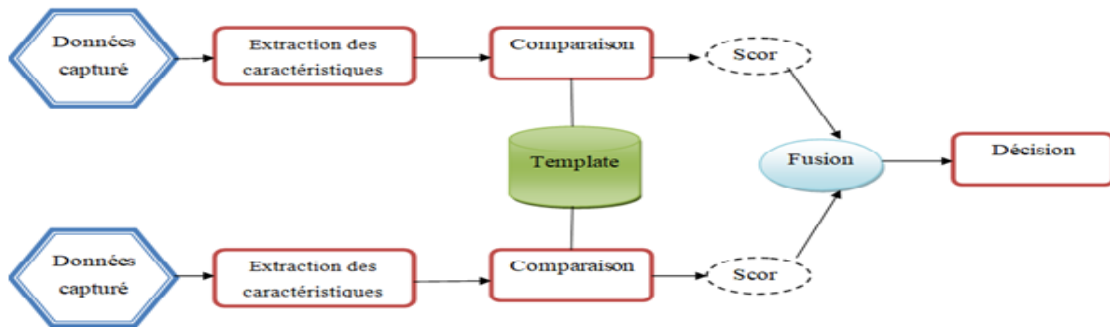 Données
capturé
Extraction des
caractéristiques
Comparaison
Scor
Template
Fusion
Décision
Données
capturé
Extraction des
caractéristiques
Comparaison
Scor